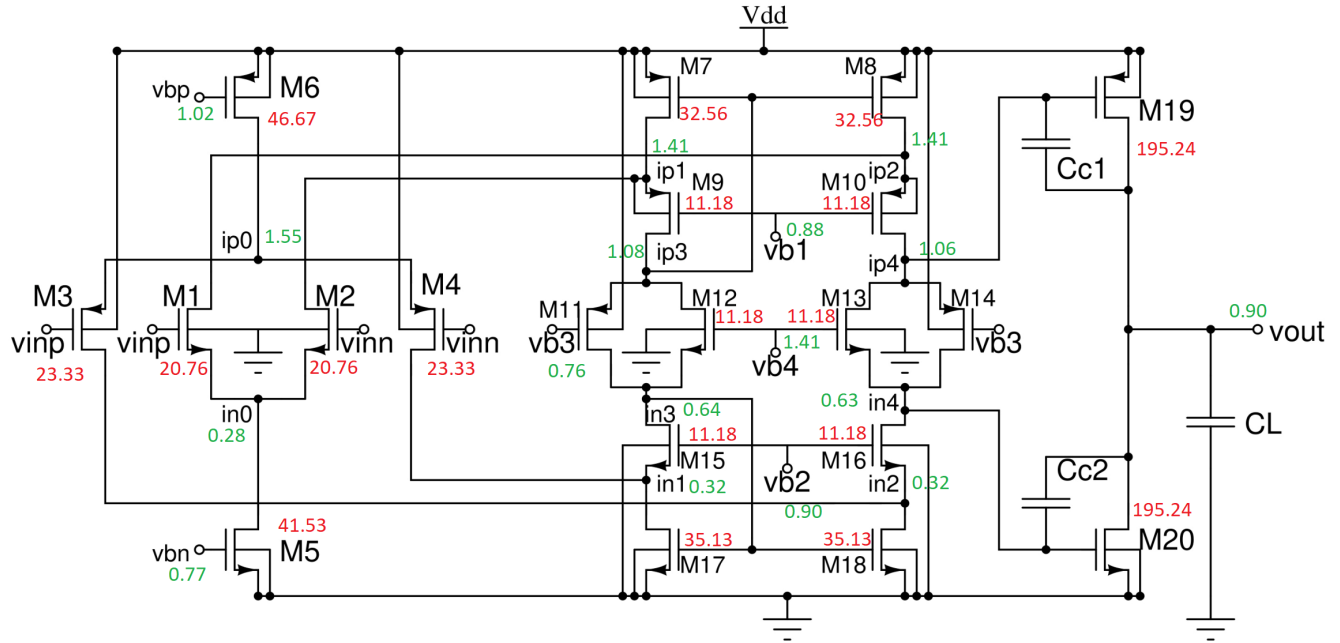 Vdd
vbp
M6
1.02
46.67
M7
M8
32.56
32.56
M19
195.24
1.41
1.41
ip1
ip2
Cc1
M9
M10
11.18
11.18
0.88
vb1
ip0
1.55
1.08
ip3
ip4
1.06
M3
M1
M2
M4
M11
M12
M13
M14
11.18
11.18
0.90
vout
vinp
vinp
vinn
vinn
vb3
vb4
1.41
vb3
23.33
20.76
20.76
23.33
0.76
in0
0.28
in3
0.64
0.63
in4
11.18
11.18
CL
M15
M16
in1
0.32
vb2
in2
0.32
Cc2
0.90
41.53
35.13
35.13
195.24
vbn
M5
0.77
M17
M18
M20